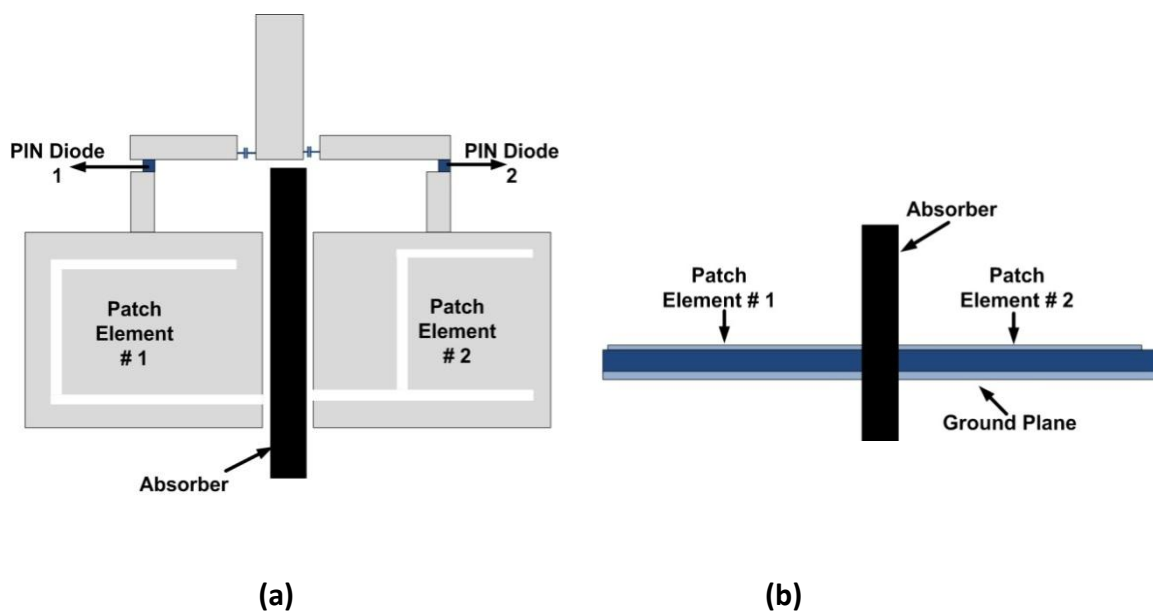 PIN Diode
1
PIN Diode
2
Patch
Element
# 1
Patch
Element
# 2
Absorber
(a)
Absorber
Patch
Element # 1
Patch
Element # 2
Ground Plane
(b)